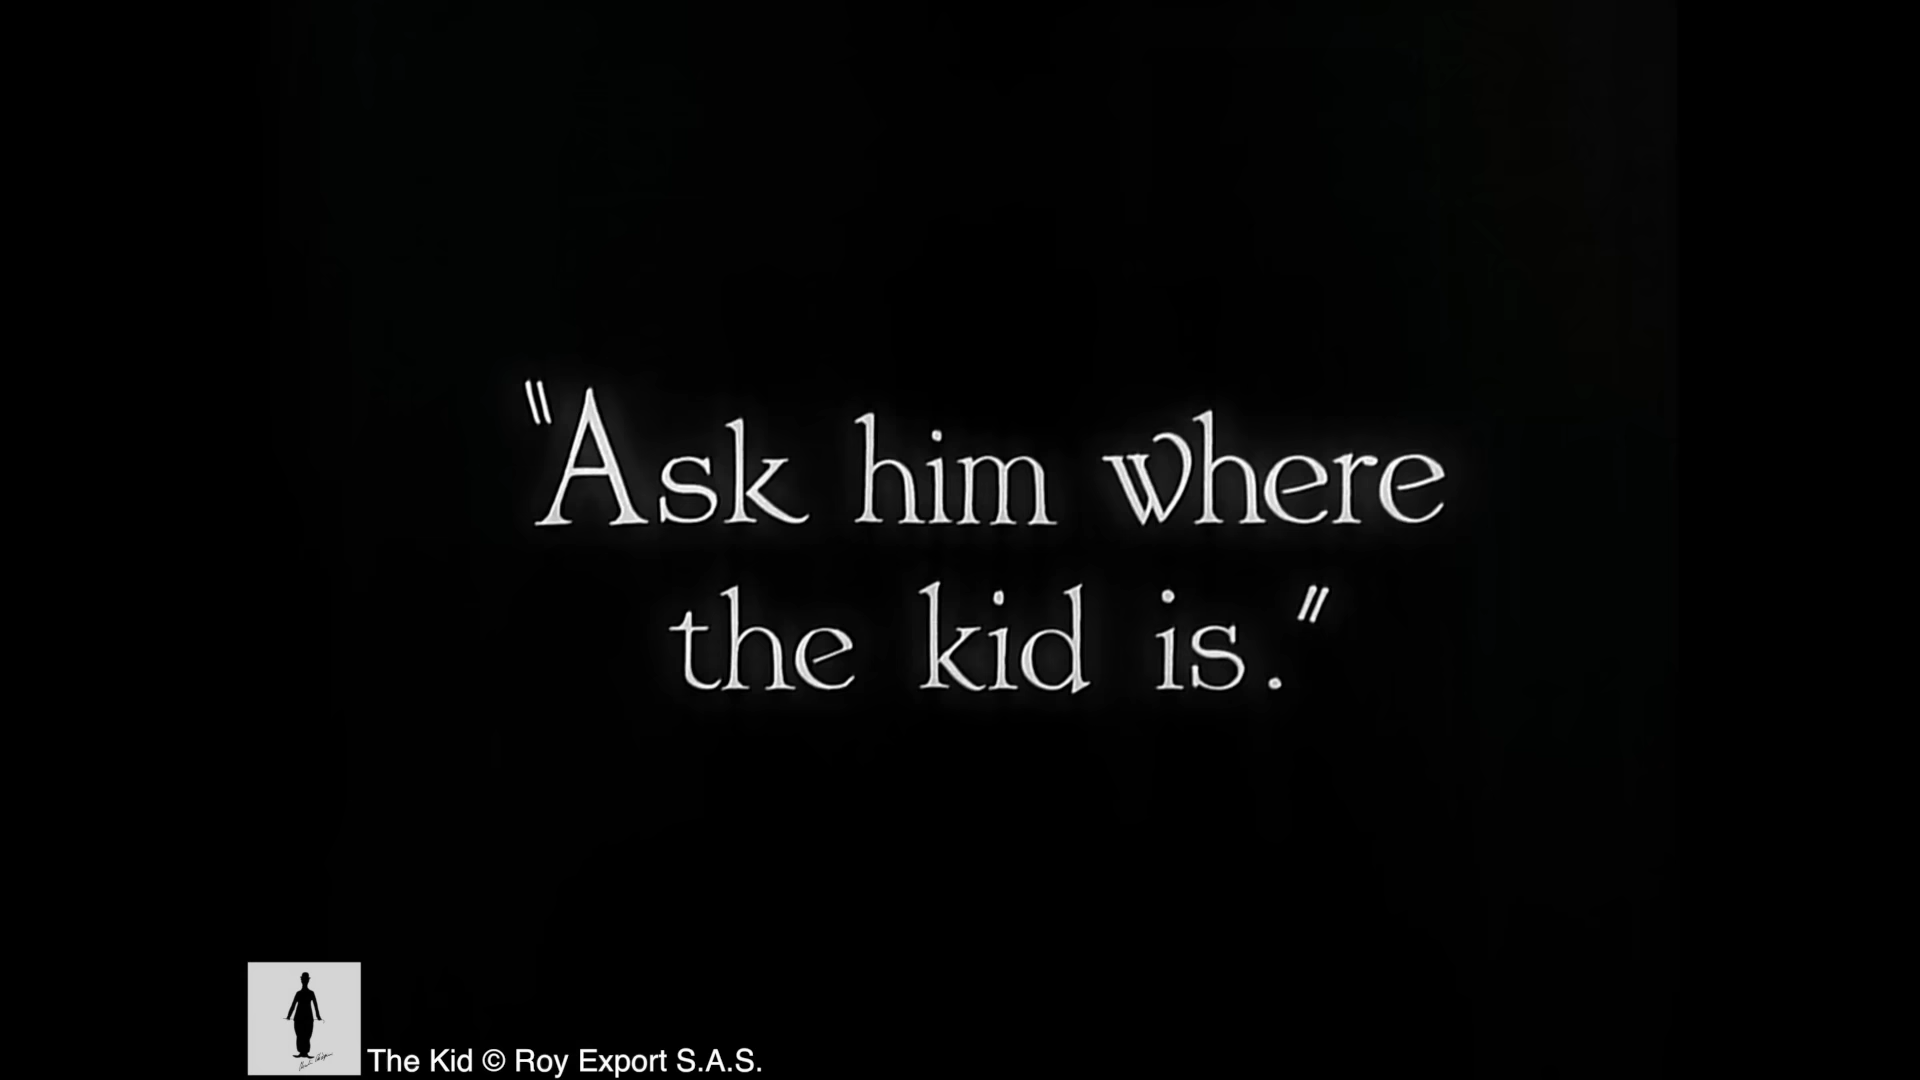 "Ask him where
the kid is."
The Kid © Roy Export S.A.S.